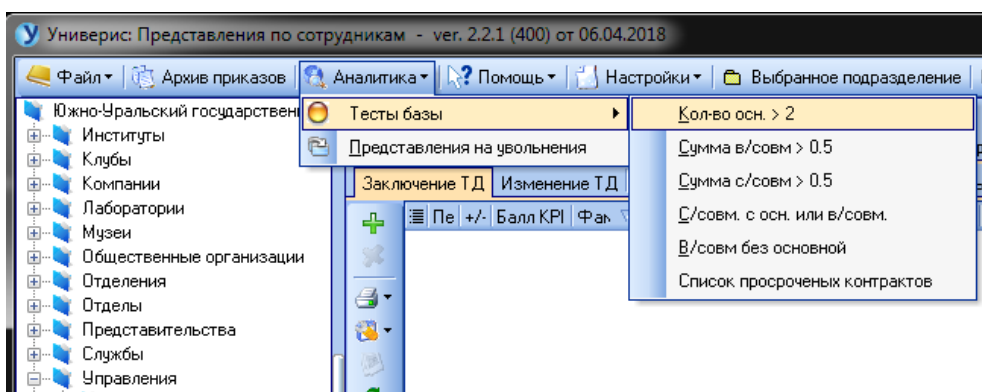 Универис: Представления по сотрудникам - ver. 2.2.1 (400) от 06.04.2018
Файл Архив приказов Аналитика Помощь Настройки Выбранное подразделение
Южно-Уральский государствен
Институты
Клубы
Компании
Лаборатории
Музеи
Общественные организации
Отделения
Отделы
Представительства
Службы
Управления
Тесты базы
Представления на увольнения
Кол-во осн. > 2
Сумма в/совм > 0.5
Сумма с/совм > 0.5
С/совм. с осн. или в/совм.
В/совм без основной
Список просроченых контрактов
Заключение ТД Изменение ТД
Пе +/- Балл KPI Фам